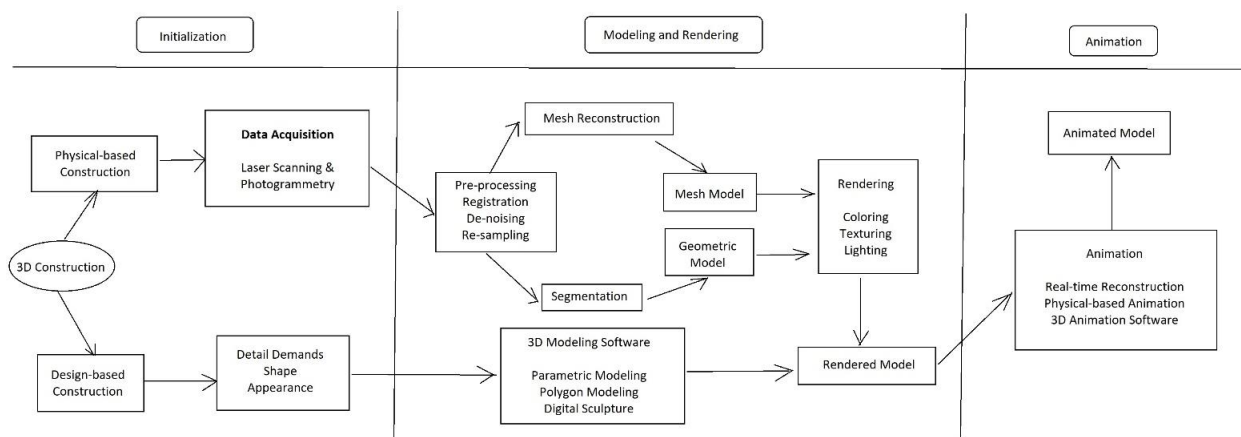 Initialization
Modeling and Rendering
Animation
Physical-based
Construction
Data Acquisition
Laser Scanning &
Photogrammetry
3D Construction
Design-based
Construction
Detail Demands
Shape
Appearance
Pre-processing
Registration
De-noising
Re-sampling
Mesh Reconstruction
Mesh Model
Segmentation
Geometric
Model
Rendering
Coloring
Texturing
Lighting
3D Modeling Software
Parametric Modeling
Polygon Modeling
Digital Sculpture
Rendered Model
Animated Model
Animation
Real-time Reconstruction
Physical-based Animation
3D Animation Software